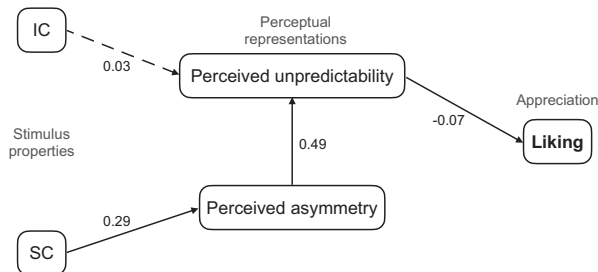 IC
Perceptual
representations
0.03
Perceived unpredictability
Appreciation
-0.07
Liking
Stimulus
properties
0.49
Perceived asymmetry
0.29
SC